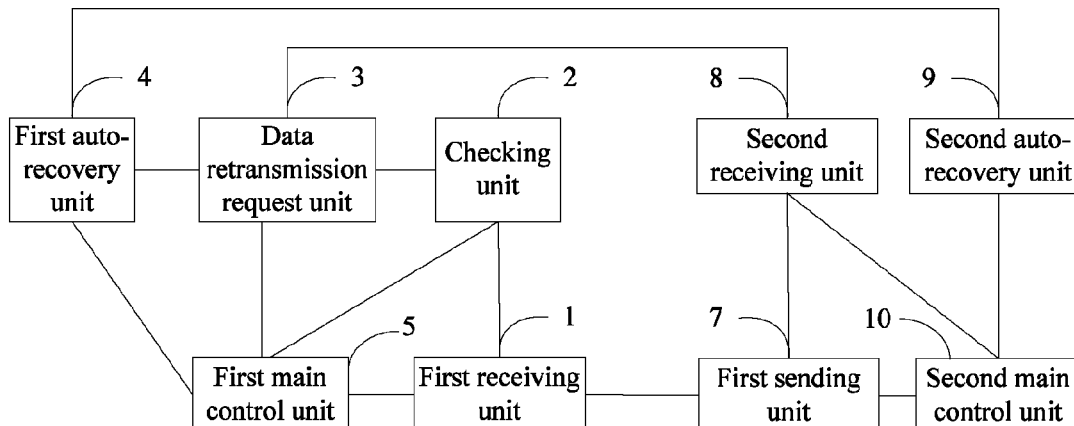 4
3
2
8
9
First auto-
recovery
unit
Data
retransmission
request unit
Checking
unit
Second
receiving unit
Second auto-
recovery unit
5
1
7
10
First main
control unit
First receiving
unit
First sending
unit
Second main
control unit